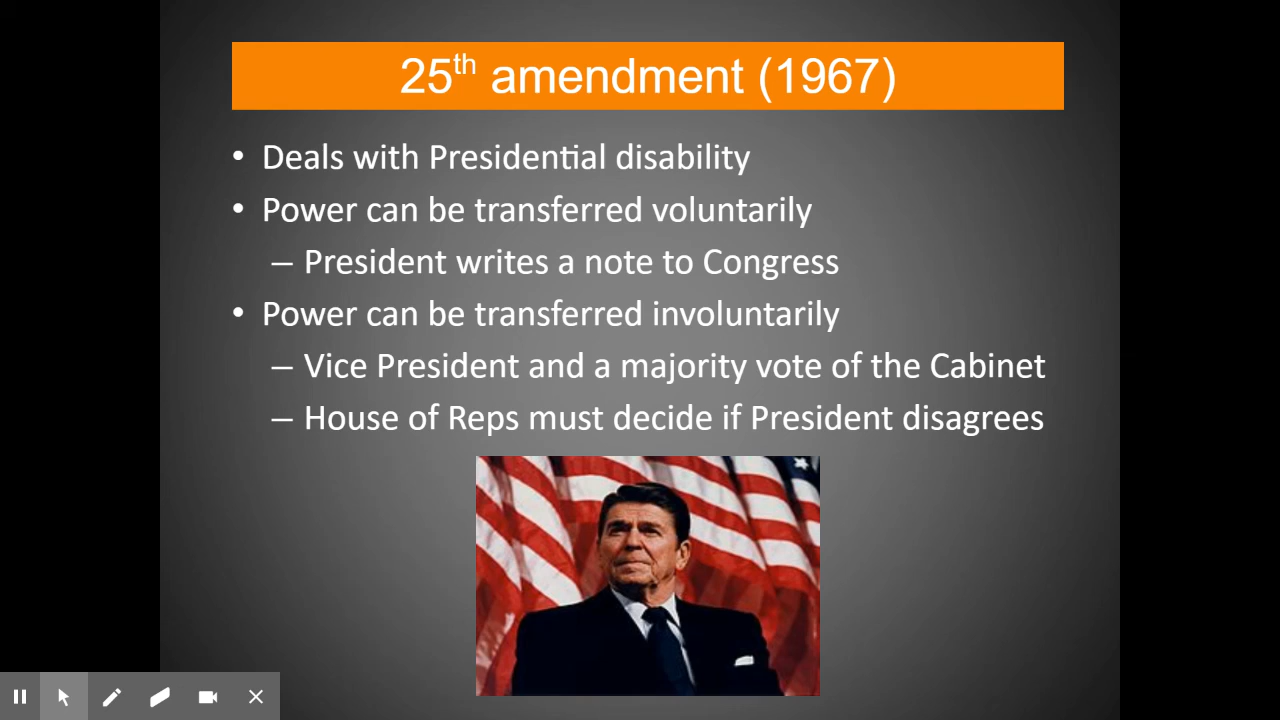 25th amendment (1967)
• Deals with Presidential disability
• Power can be transferred voluntarily
– President writes a note to Congress
• Power can be transferred involuntarily
– Vice President and a majority vote of the Cabinet
– House of Reps must decide if President disagrees